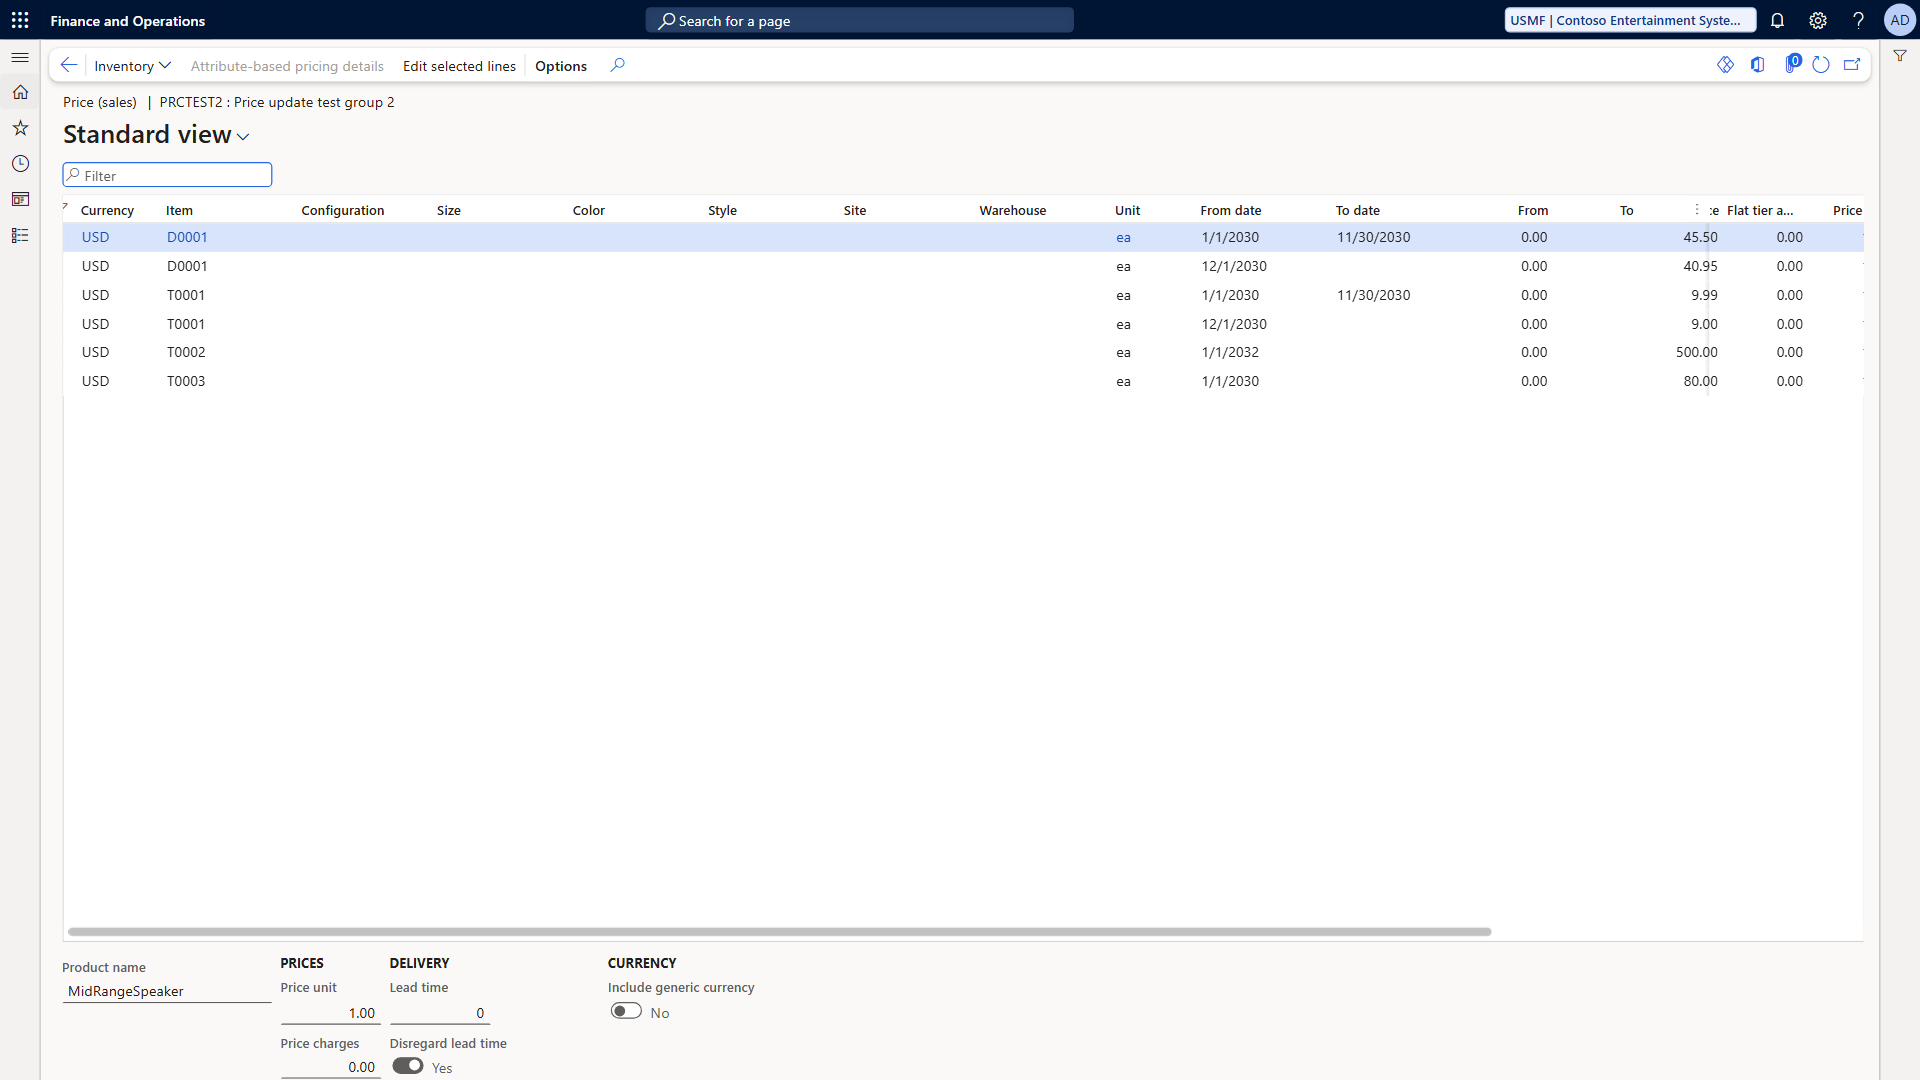 Finance and Operations
Search for a page
USMF | Contoso Entertainment Syste...
AD
Inventory
Attribute-based pricing details
Edit selected lines
Options
0
Price (sales) | PRCTEST2 : Price update test group 2
Standard view
Filter
Currency Item Configuration Size Color Style Site Warehouse Unit From date To date From To ce Flat tier a... Price
USD D0001 ea 1/1/2030 11/30/2030 0.00 45.50 0.00
USD D0001 ea 12/1/2030 0.00 40.95 0.00
USD T0001 ea 1/1/2030 11/30/2030 0.00 9.99 0.00
USD T0001 ea 12/1/2030 0.00 9.00 0.00
USD T0002 ea 1/1/2032 0.00 500.00 0.00
USD T0003 ea 1/1/2030 0.00 80.00 0.00
Product name
MidRangeSpeaker
PRICES
Price unit
1.00
Price charges
0.00
DELIVERY
Lead time
0
Disregard lead time
Yes
CURRENCY
Include generic currency
No